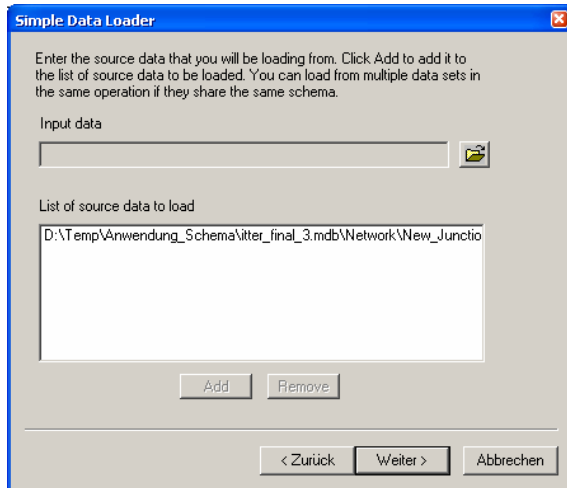 Simple Data Loader
Enter the source data that you will be loading from. Click Add to add it to
the list of source data to be loaded. You can load from multiple data sets in
the same operation if they share the same schema.
Input data
List of source data to load
D:\Temp\Anwendung_Schema\itter_final_3.mdb\Network\New_Junctio
Add Remove
< Zurück Weiter > Abbrechen